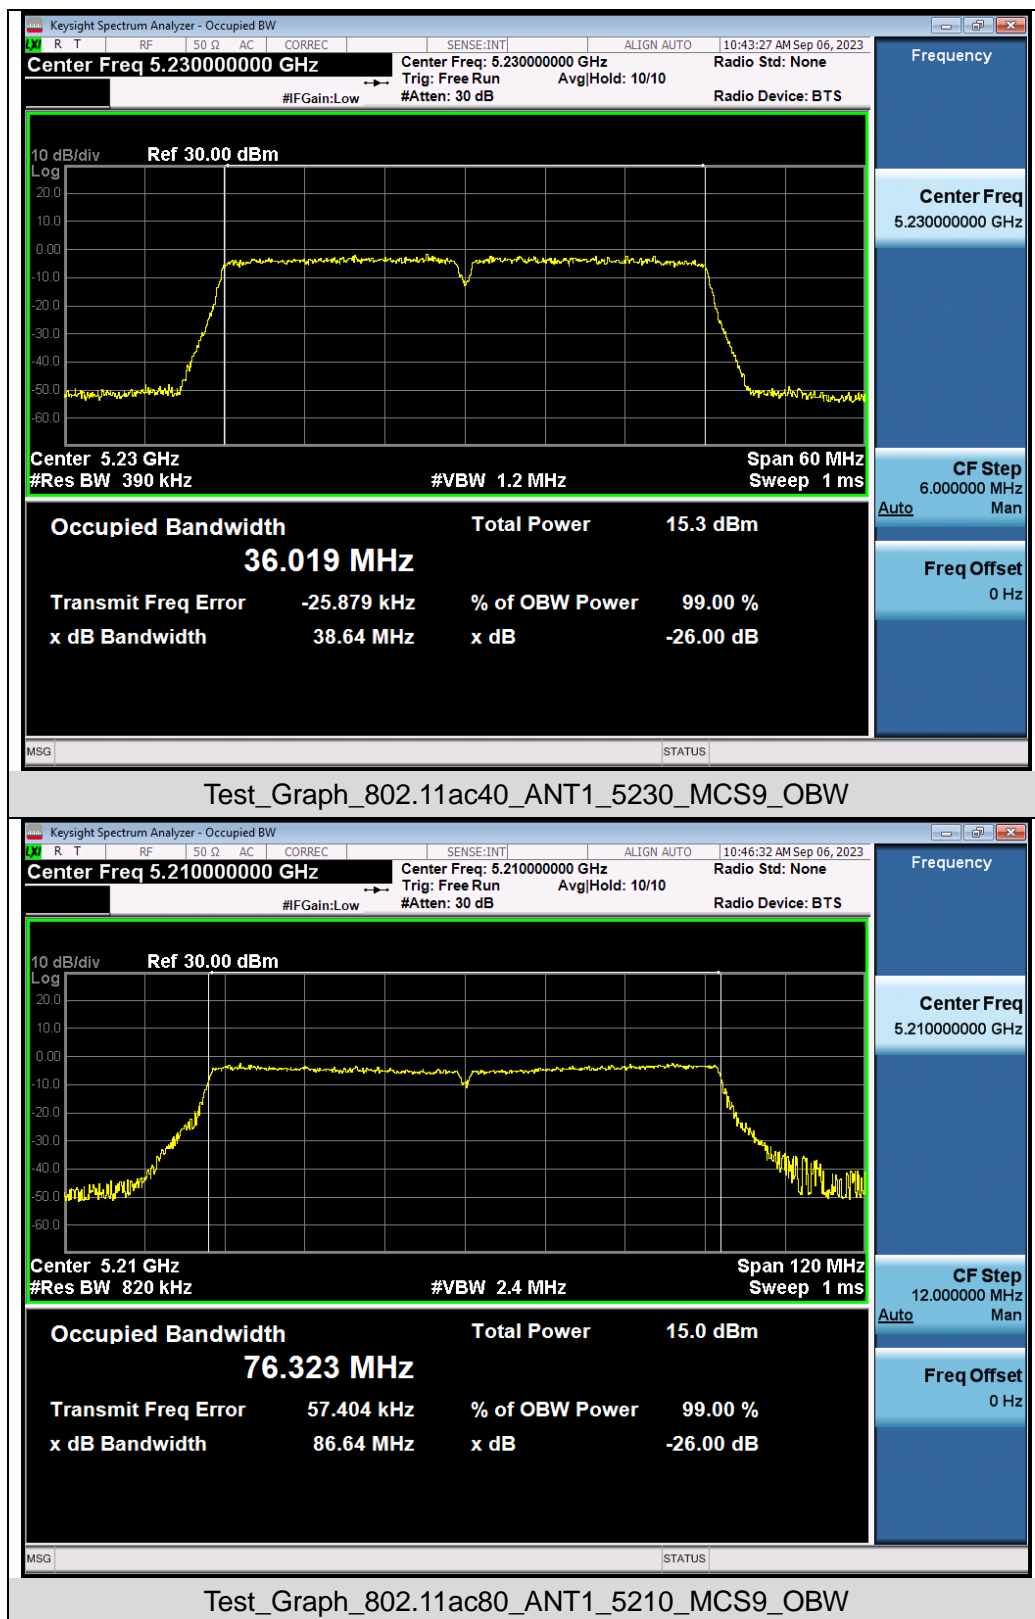 Keysight Spectrum Analyzer - Occupied BW
LXI R T RF 50 Ω AC CORREC SENSE:INT ALIGN AUTO 10:43:27 AM Sep 06, 2023
Center Freq 5.230000000 GHz
Center Freq: 5.230000000 GHz Radio Std: None
Trig: Free Run Avg|Hold: 10/10
#IFGain:Low #Atten: 30 dB Radio Device: BTS
10 dB/div Ref 30.00 dBm
Log
20.0
10.0
0.00
-10.0
-20.0
-30.0
-40.0
-50.0
-60.0
Center 5.23 GHz Span 60 MHz
#Res BW 390 kHz #VBW 1.2 MHz Sweep 1 ms
Occupied Bandwidth Total Power 15.3 dBm
36.019 MHz
Transmit Freq Error -25.879 kHz % of OBW Power 99.00 %
x dB Bandwidth 38.64 MHz x dB -26.00 dB
MSG STATUS
Frequency
Center Freq
5.230000000 GHz
CF Step
6.000000 MHz
Auto Man
Freq Offset
0 Hz
Test_Graph_802.11ac40_ANT1_5230_MCS9_OBW
Keysight Spectrum Analyzer - Occupied BW
LXI R T RF 50 Ω AC CORREC SENSE:INT ALIGN AUTO 10:46:32 AM Sep 06, 2023
Center Freq 5.210000000 GHz
Center Freq: 5.210000000 GHz Radio Std: None
Trig: Free Run Avg|Hold: 10/10
#IFGain:Low #Atten: 30 dB Radio Device: BTS
10 dB/div Ref 30.00 dBm
Log
20.0
10.0
0.00
-10.0
-20.0
-30.0
-40.0
-50.0
-60.0
Center 5.21 GHz Span 120 MHz
#Res BW 820 kHz #VBW 2.4 MHz Sweep 1 ms
Occupied Bandwidth Total Power 15.0 dBm
76.323 MHz
Transmit Freq Error 57.404 kHz % of OBW Power 99.00 %
x dB Bandwidth 86.64 MHz x dB -26.00 dB
MSG STATUS
Frequency
Center Freq
5.210000000 GHz
CF Step
12.000000 MHz
Auto Man
Freq Offset
0 Hz
Test_Graph_802.11ac80_ANT1_5210_MCS9_OBW